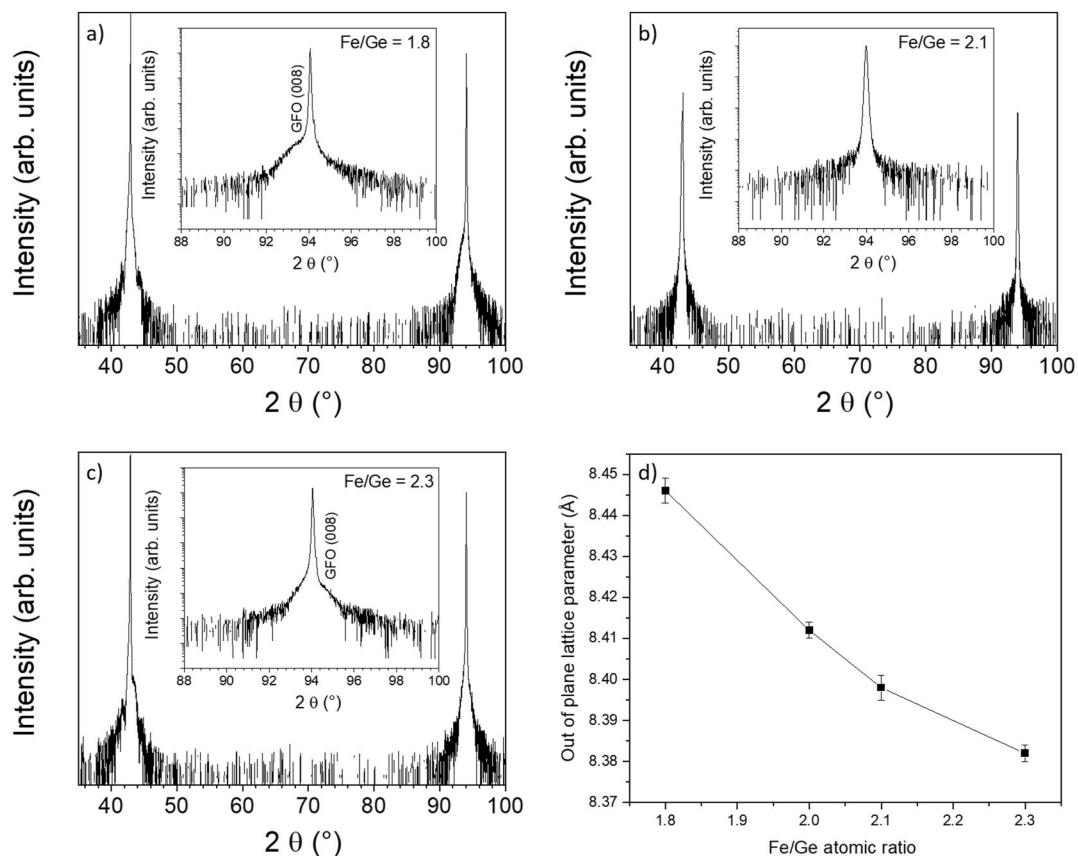 a)
Fe/Ge = 1.8
GFO (008)
Intensity (arb. units)
88 90 92 94 96 98 100
2 θ (°)
Intensity (arb. units)
40 50 60 70 80 90 100
2 θ (°)
b)
Fe/Ge = 2.1
Intensity (arb. units)
88 90 92 94 96 98 100
2 θ (°)
Intensity (arb. units)
40 50 60 70 80 90 100
2 θ (°)
c)
Fe/Ge = 2.3
GFO (008)
Intensity (arb. units)
88 90 92 94 96 98 100
2 θ (°)
Intensity (arb. units)
40 50 60 70 80 90 100
2 θ (°)
d)
Out of plane lattice parameter (Å)
8.45
8.44
8.43
8.42
8.41
8.40
8.39
8.38
8.37
1.8 1.9 2.0 2.1 2.2 2.3
Fe/Ge atomic ratio